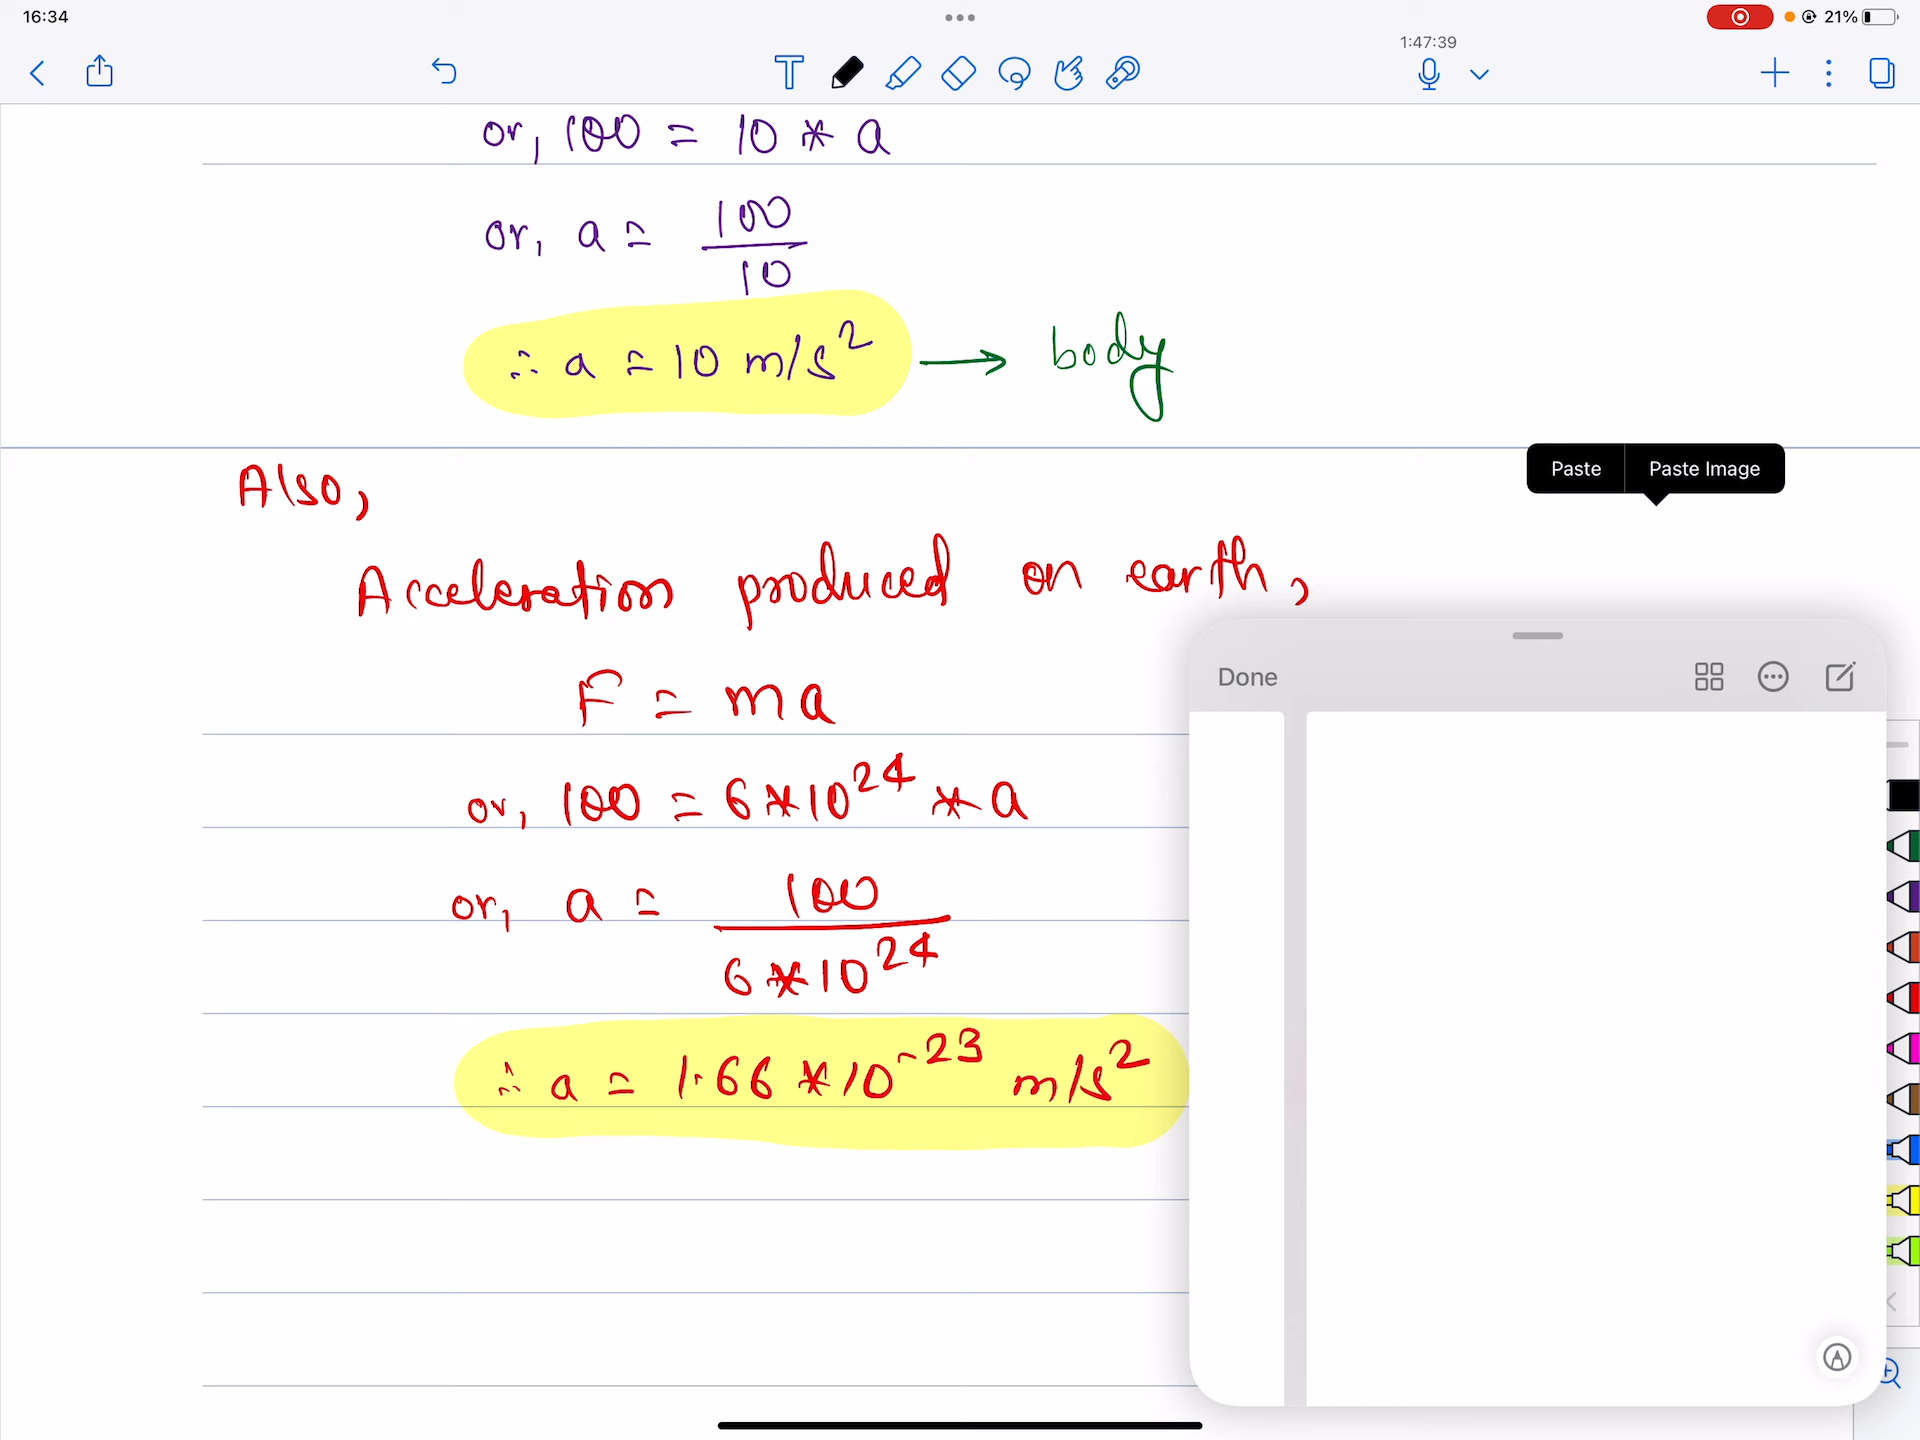 16:34
21%
1:47:39
or, 100 = 10 * a
or, a = 100/10
∴ a = 10 m/s² → body
Paste Paste Image
Also,
Acceleration produced on earth,
Done
F = ma
or, 100 = 6*10²⁴ * a
or, a = 100/6*10²⁴
∴ a = 1.66 *10⁻²³ m/s²